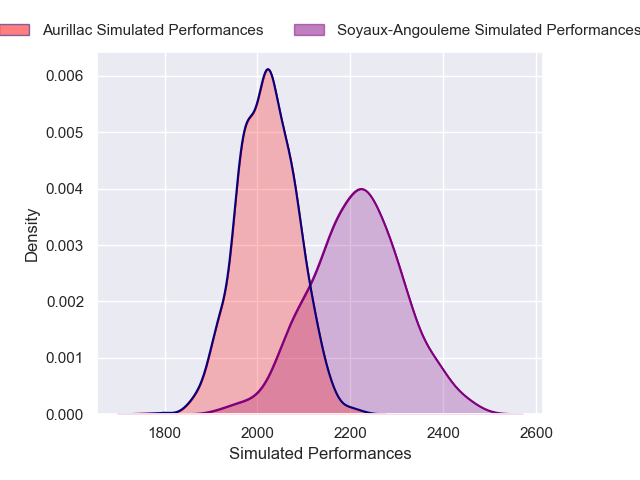 Aurillac Simulated Performances Soyaux-Angouleme Simulated Performances
0.006
0.005
0.004
0.003
0.002
0.001
0.000
Density
1800 2000 2200 2400 2600
Simulated Performances